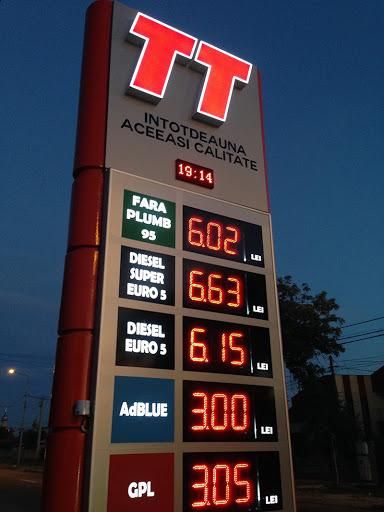 TT
INTOTDEAUNA
ACEEASI CALITATE
19:14
FARA
PLUMB
95
6.02 LEI
DIESEL
SUPER
EURO 5
6.63 LEI
DIESEL
EURO 5
6.15 LEI
AdBLUE
3.00 LEI
GPL
3.05 LEI